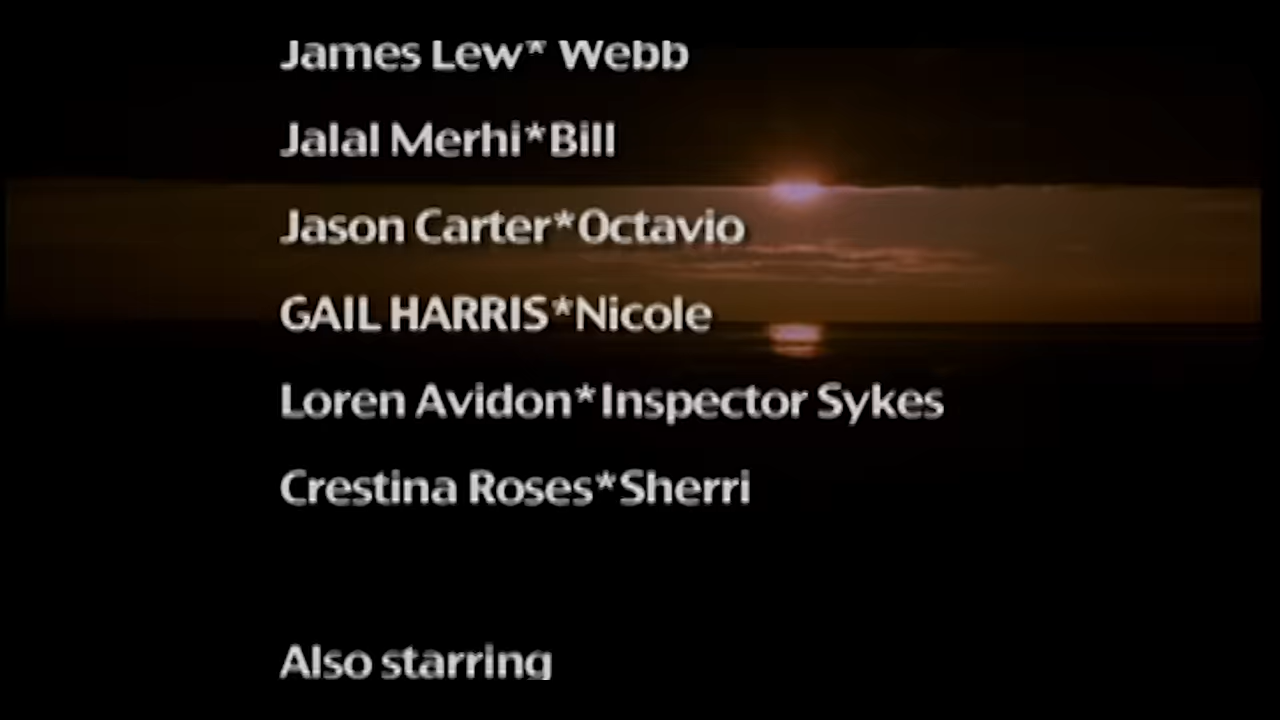 James Lew* Webb
Jalal Merhi*Bill
Jason Carter*Octavio
GAIL HARRIS*Nicole
Loren Avidon*Inspector Sykes
Crestina Roses*Sherri
Also starring